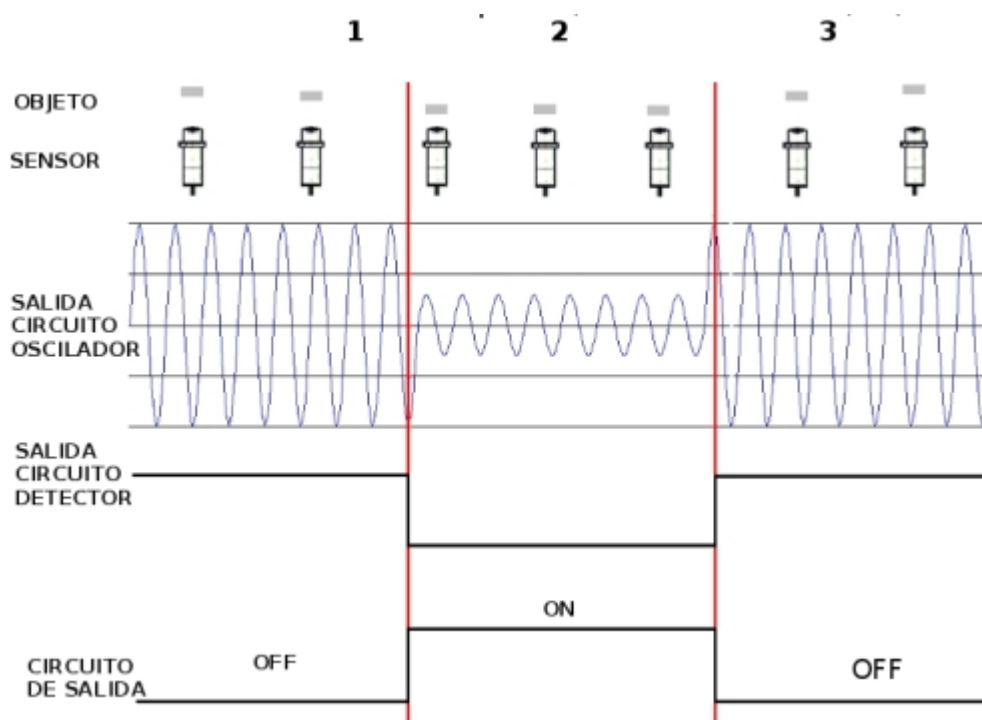 1 2 3
OBJETO
SENSOR
SALIDA
CIRCUITO
OSCILADOR
SALIDA
CIRCUITO
DETECTOR
ON
OFF
OFF
CIRCUITO
DE SALIDA